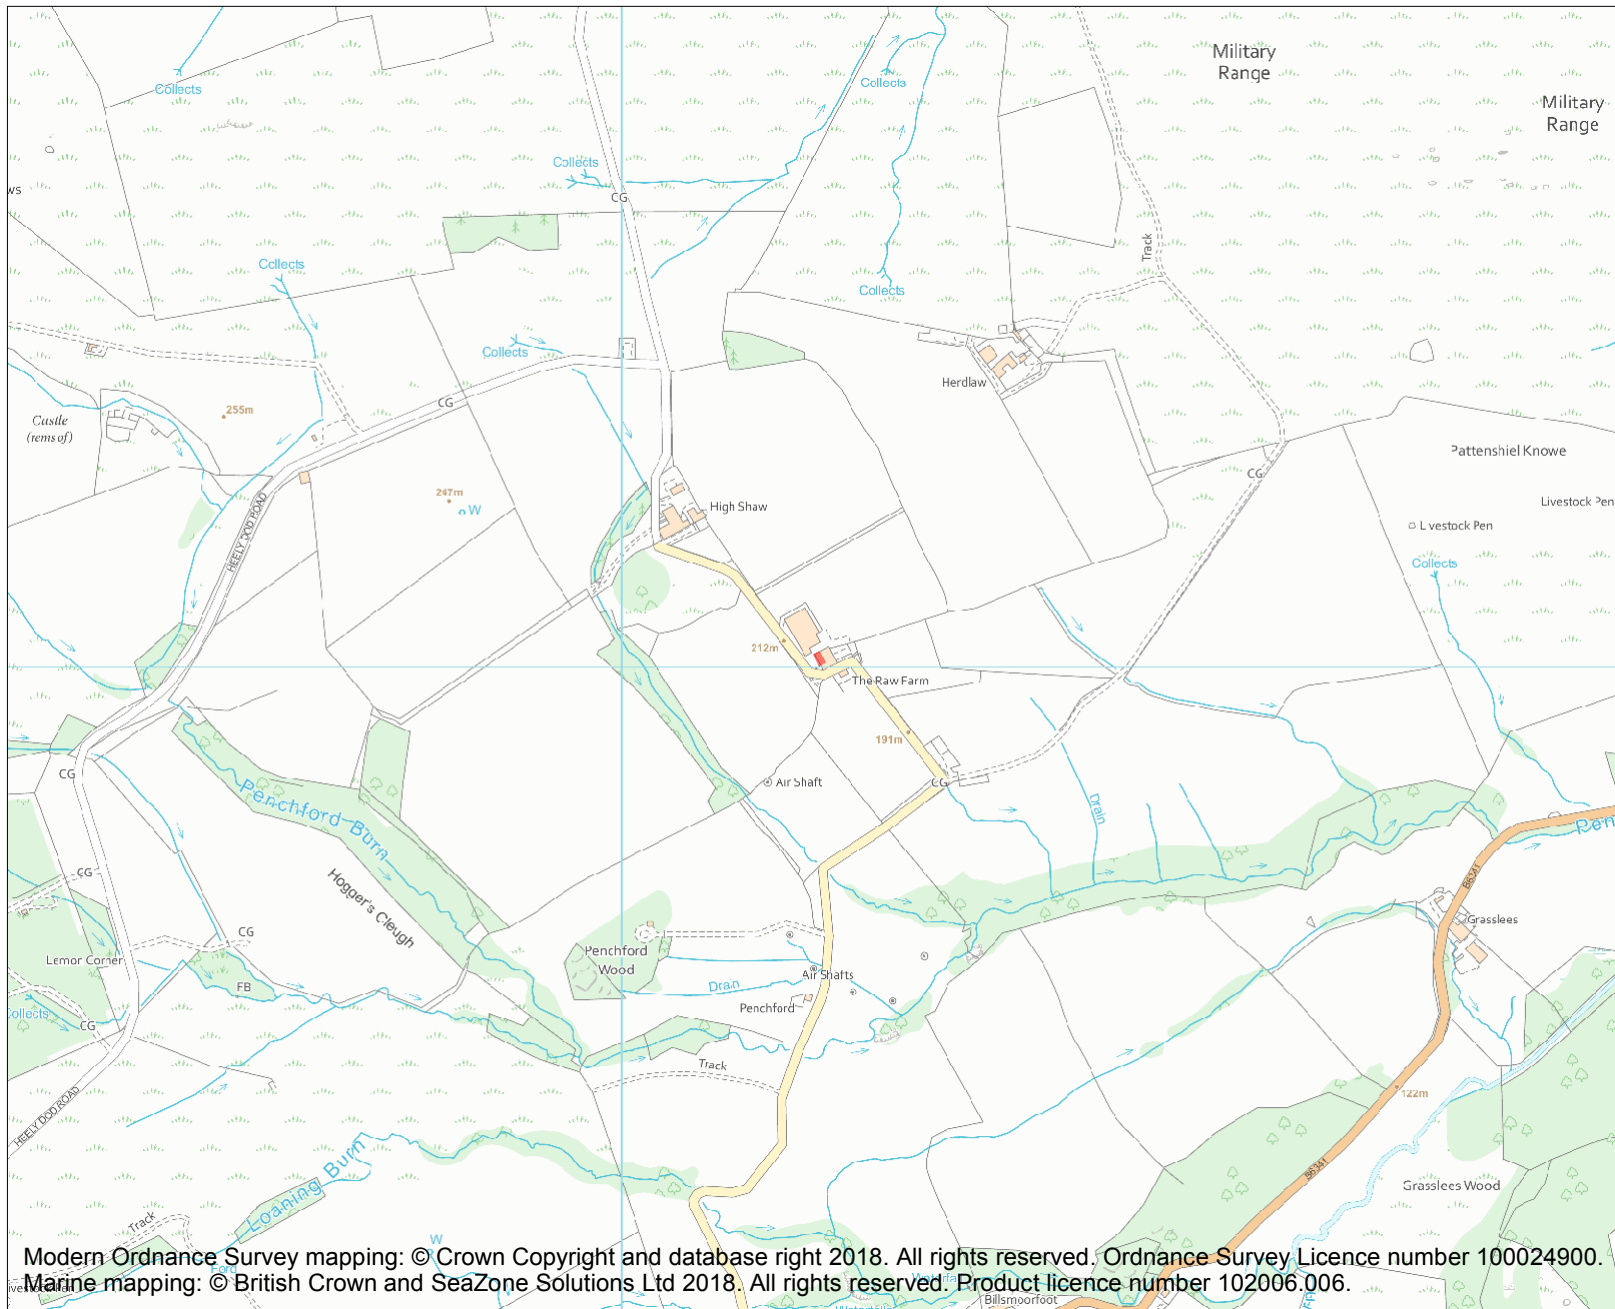 Military
Range
Military
Range
Collects
Collects
Collects
CG
ws
Track
Collects
Collects
Collects
Herdlaw
CG
255m
Castle
(rems of)
Pattenshiel Knowe
CG
247m
W
High Shaw
Livestock Pen
Livestock Pen
HEELY DOD ROAD
Collects
212m
The Raw Farm
191m
CG
Air Shaft
CG
Drain
Penchford Burn
Pen
B6341
CG
Hogger's Cleugh
Grasslees
CG
Penchford
Wood
Lemor Corner
Air Shafts
FB
Drain
Penchford
Collects
CG
Track
122m
HEELY DOD ROAD
Loaning Burn
B6341
Grasslees Wood
Track
W
Modern Ordnance Survey mapping: © Crown Copyright and database right 2018. All rights reserved. Ordnance Survey Licence number 100024900.
Ford
Marine mapping: © British Crown and SeaZone Solutions Ltd 2018. All rights reserved. Product licence number 102006.006.
Billsmoorfoot